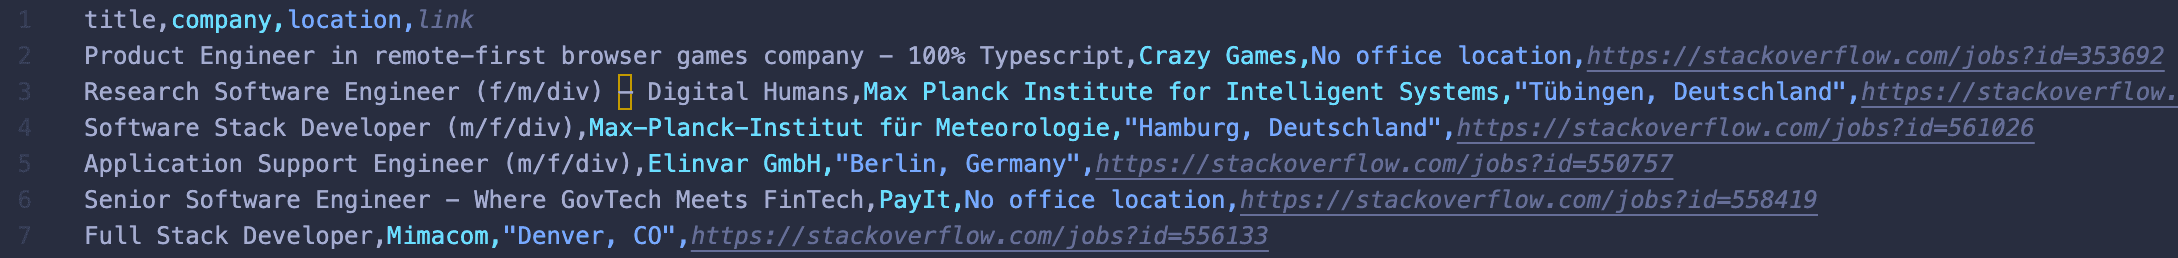 1 title,company,location,link
2 Product Engineer in remote-first browser games company - 100% Typescript,Crazy Games,No office location,https://stackoverflow.com/jobs?id=353692
3 Research Software Engineer (f/m/div) – Digital Humans,Max Planck Institute for Intelligent Systems,"Tübingen, Deutschland",https://stackoverflow.
4 Software Stack Developer (m/f/div),Max-Planck-Institut für Meteorologie,"Hamburg, Deutschland",https://stackoverflow.com/jobs?id=561026
5 Application Support Engineer (m/f/div),Elinvar GmbH,"Berlin, Germany",https://stackoverflow.com/jobs?id=550757
6 Senior Software Engineer - Where GovTech Meets FinTech,PayIt,No office location,https://stackoverflow.com/jobs?id=558419
7 Full Stack Developer,Mimacom,"Denver, CO",https://stackoverflow.com/jobs?id=556133